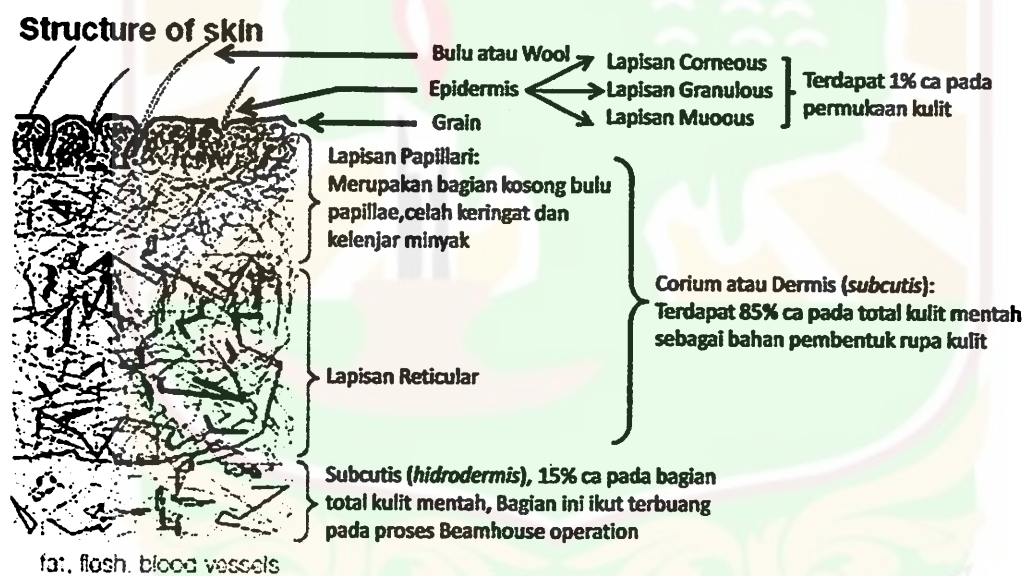 Structure of skin
Bulu atau Wool
Epidermis
Grain
Lapisan Corneous
Lapisan Granulous
Lapisan Muoous
Terdapat 1% ca pada
permukaan kulit
Lapisan Papillari:
Merupakan bagian kosong bulu
papillae,celah keringat dan
kelenjar minyak
Corium atau Dermis (subcutis):
Terdapat 85% ca pada total kulit mentah
sebagai bahan pembentuk rupa kulit
Lapisan Reticular
Subcutis (hidrodermis), 15% ca pada bagian
total kulit mentah, Bagian ini ikut terbuang
pada proses Beamhouse operation
fat, flesh, blood vessels